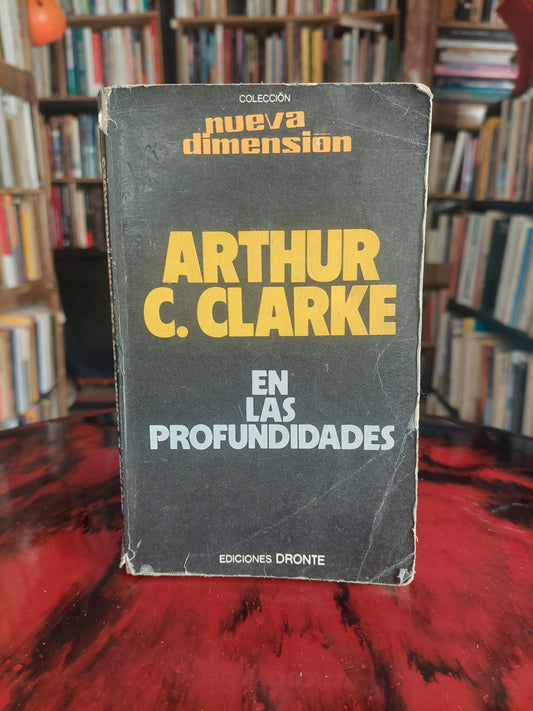 COLECCIÓN
nueva
dimensión
ARTHUR
C. CLARKE
EN
LAS
PROFUNDIDADES
EDICIONES DRONTE